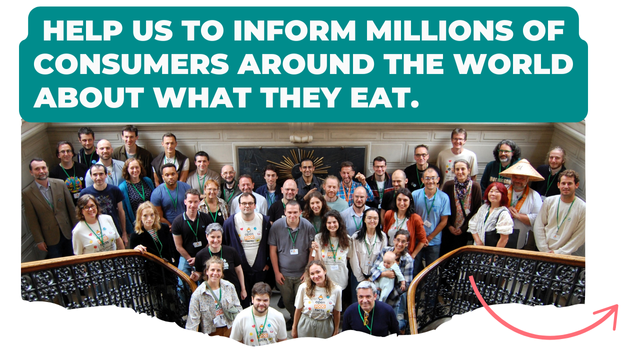 HELP US TO INFORM MILLIONS OF
CONSUMERS AROUND THE WORLD
ABOUT WHAT THEY EAT.